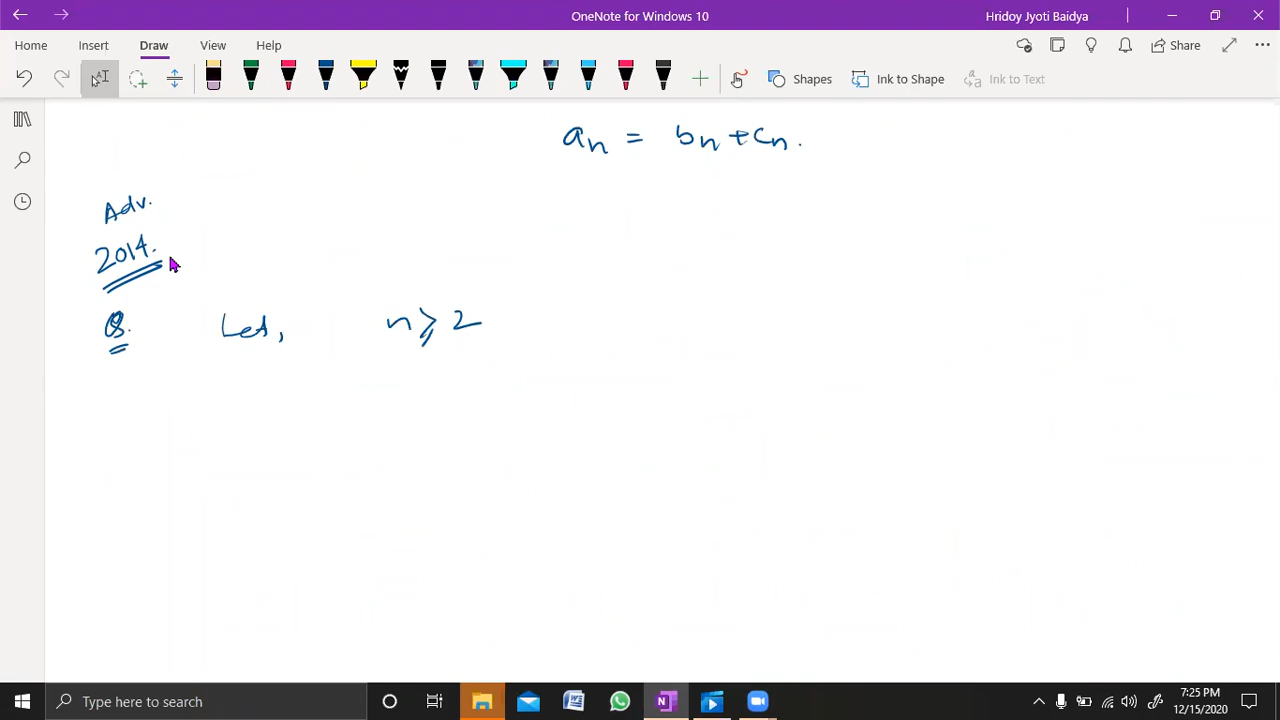 OneNote for Windows 10
Hridoy Jyoti Baidya
Home Insert Draw View Help
Share
Shapes
Ink to Shape
Ink to Text
aₙ = bₙ + cₙ.
Adv.
2014.
Q. Let, n ≥ 2
Type here to search
7:25 PM
12/15/2020